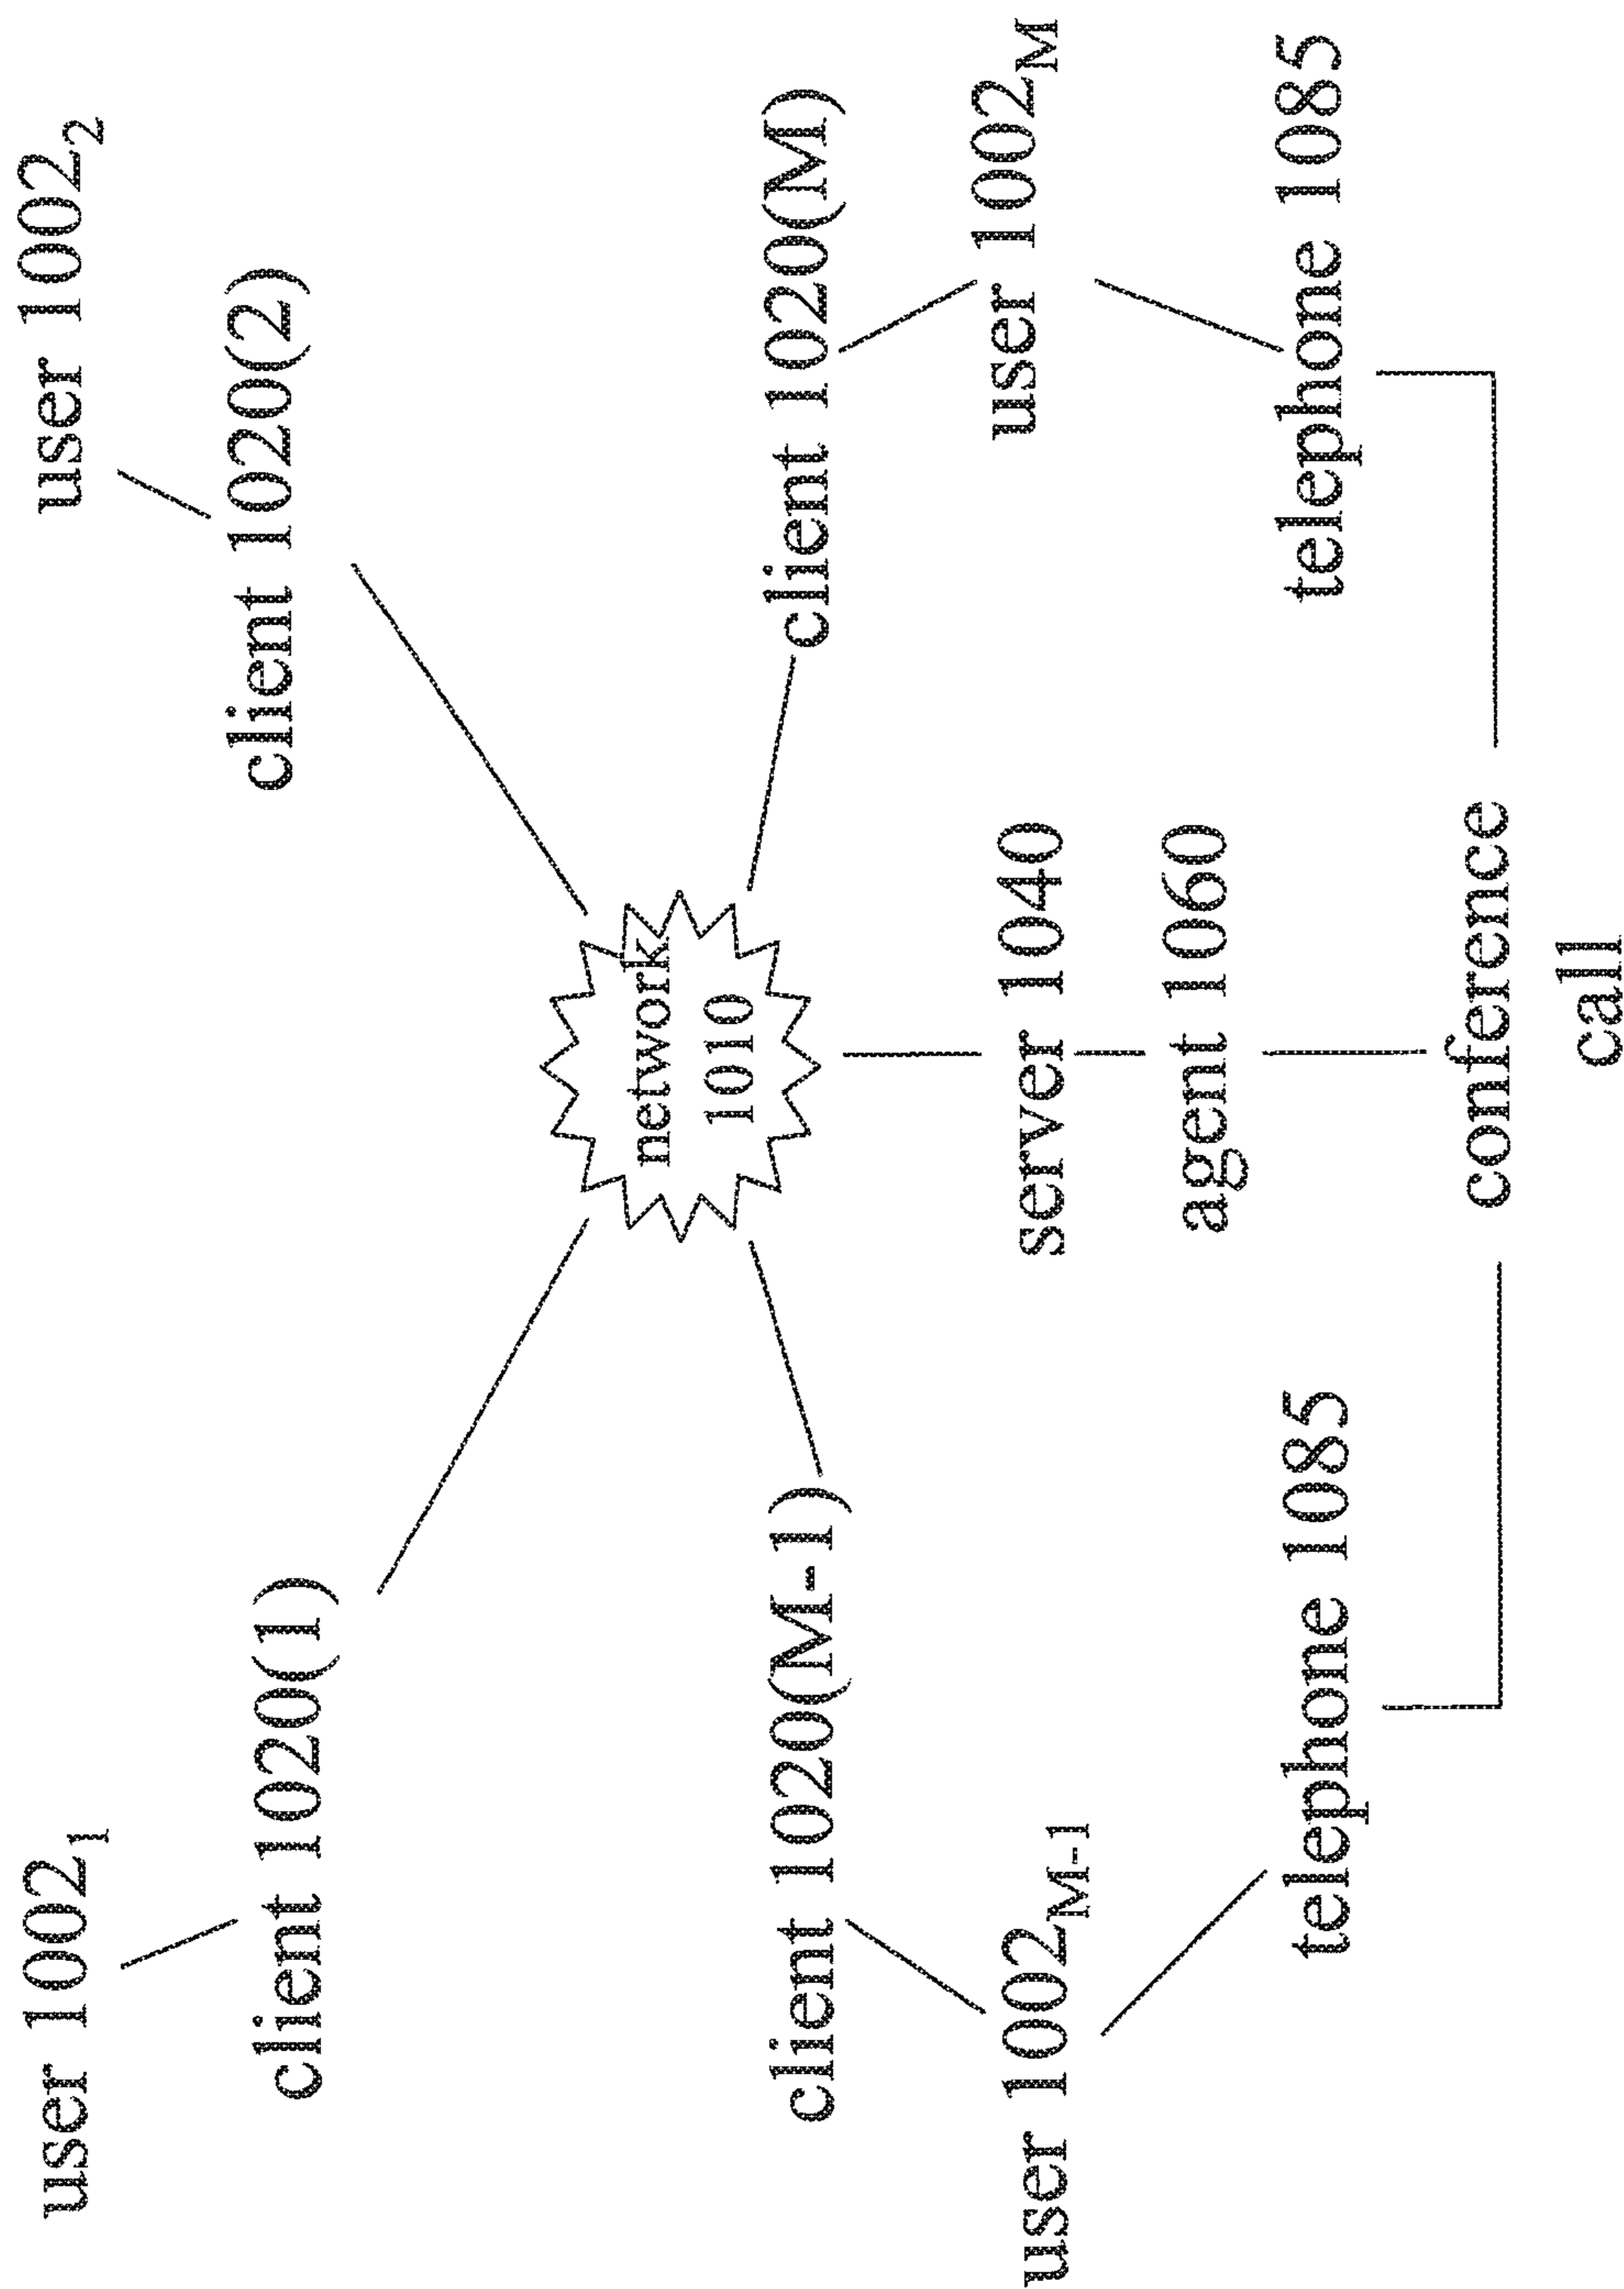 user 1002₁
user 1002₂
client 1020(1)
client 1020(2)
network
1010
client 1020(M-1)
client 1020(M)
user 1002M-1
server 1040
user 1002M
agent 1060
telephone 1085
telephone 1085
conference
call